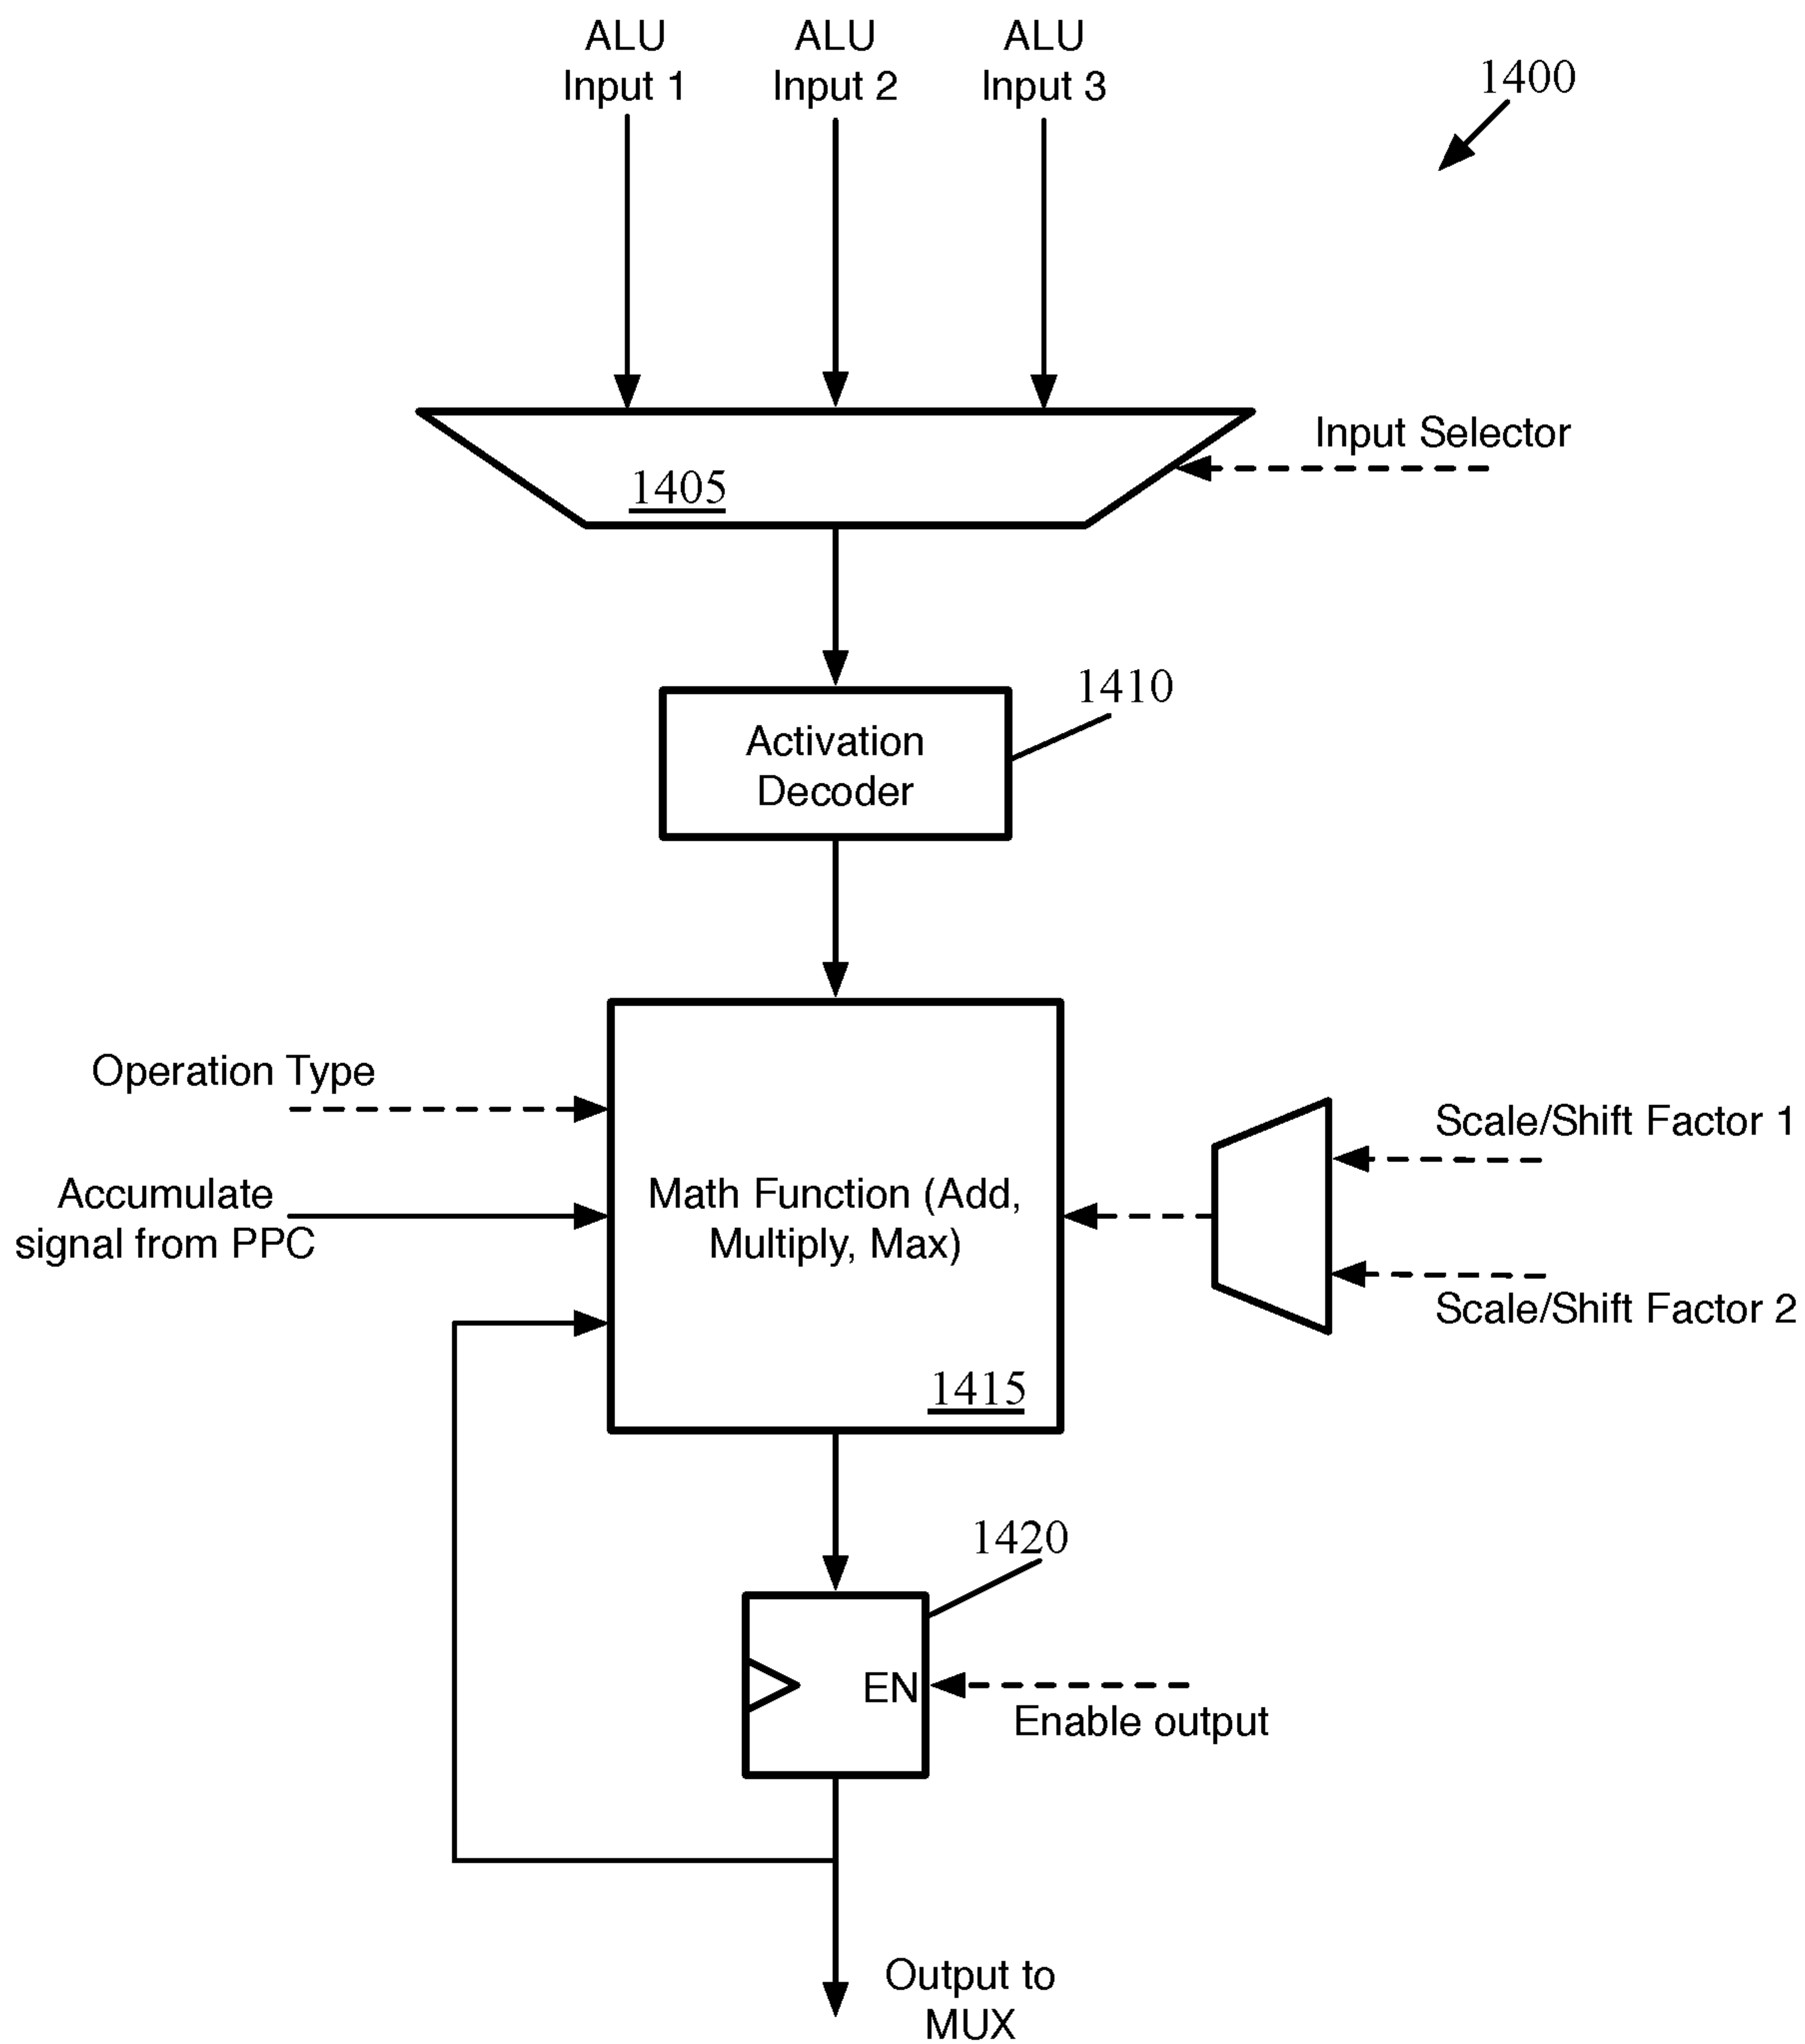 ALU
Input 1
ALU
Input 2
ALU
Input 3
1400
Input Selector
1405
1410
Activation
Decoder
Operation Type
Accumulate
signal from PPC
Math Function (Add,
Multiply, Max)
1415
Scale/Shift Factor 1
Scale/Shift Factor 2
1420
EN
Enable output
Output to
MUX